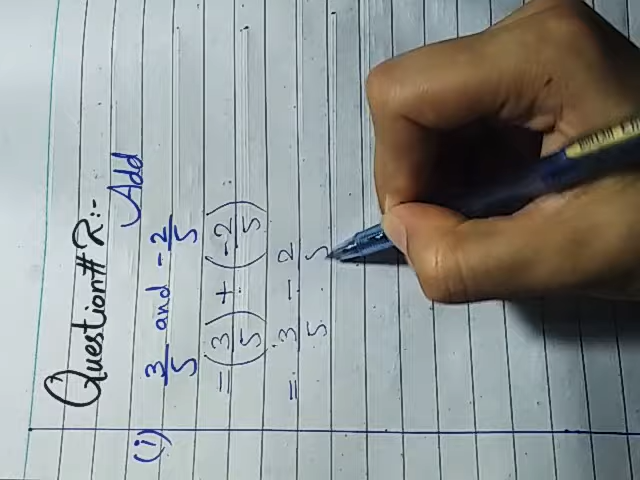 Question#2:-
Add
(i) 3/5 and -2/5
=(3/5) + (-2/5)
= 3/5 - 2/5